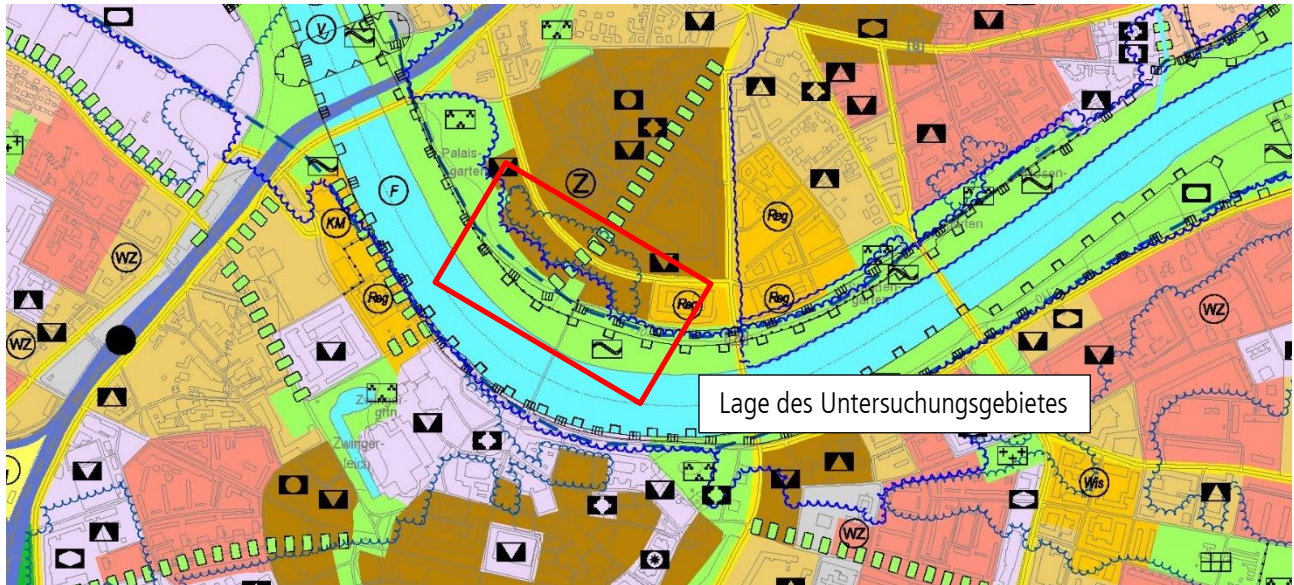 V
Palais-
garten
F
Z
KM
Reg
Reg
Reg
Reg
WZ
WZ
Lage des Untersuchungsgebietes
Zwinger-
teich
WZ
WZ
Wis